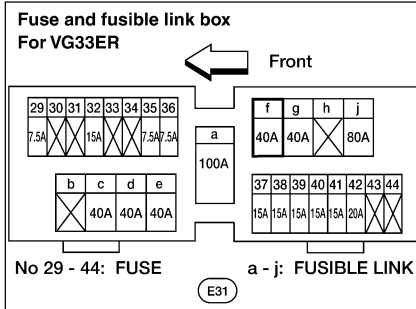 Fuse and fusible link box
For VG33ER
Front
29 30 31 32 33 34 35 36
7.5A 15A 7.5A 7.5A
a
100A
f g h j
40A 40A 80A
b c d e
40A 40A 40A
37 38 39 40 41 42 43 44
15A 15A 15A 15A 15A 20A
No 29 - 44: FUSE
a - j: FUSIBLE LINK
E31